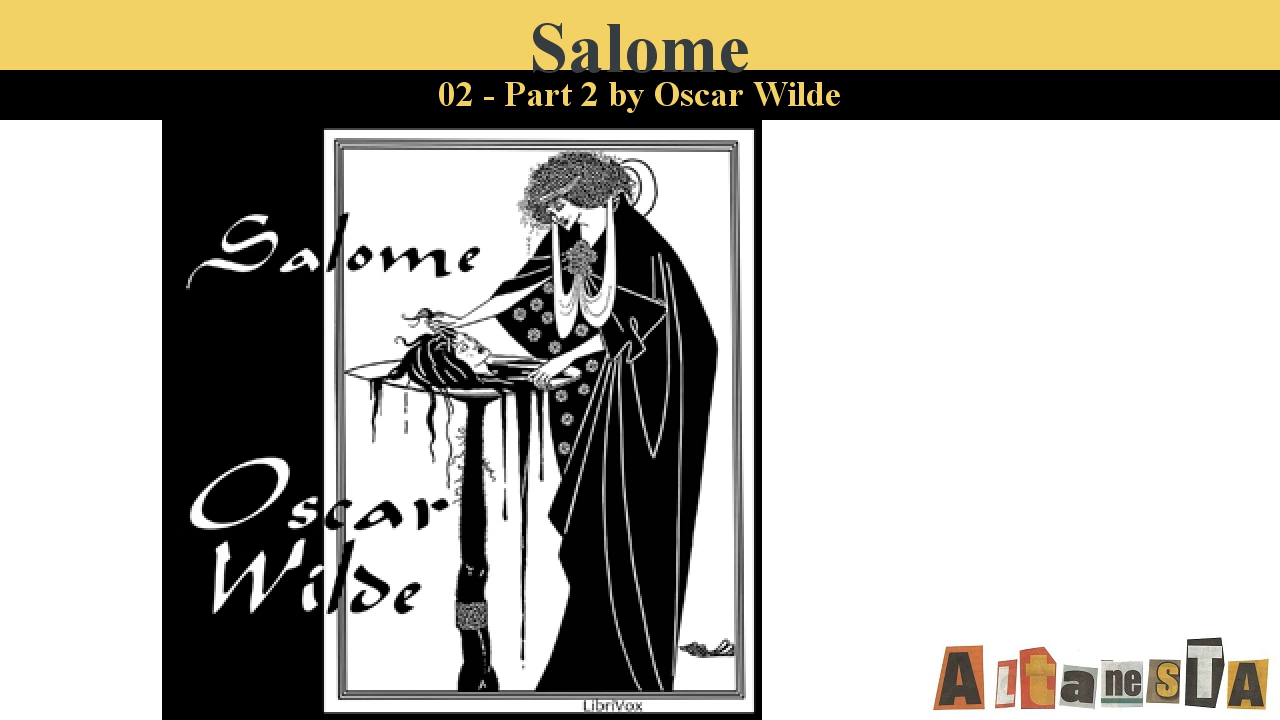 Salome
02 - Part 2 by Oscar Wilde
Salome
Oscar
Wilde
LibriVox
AltanesTA